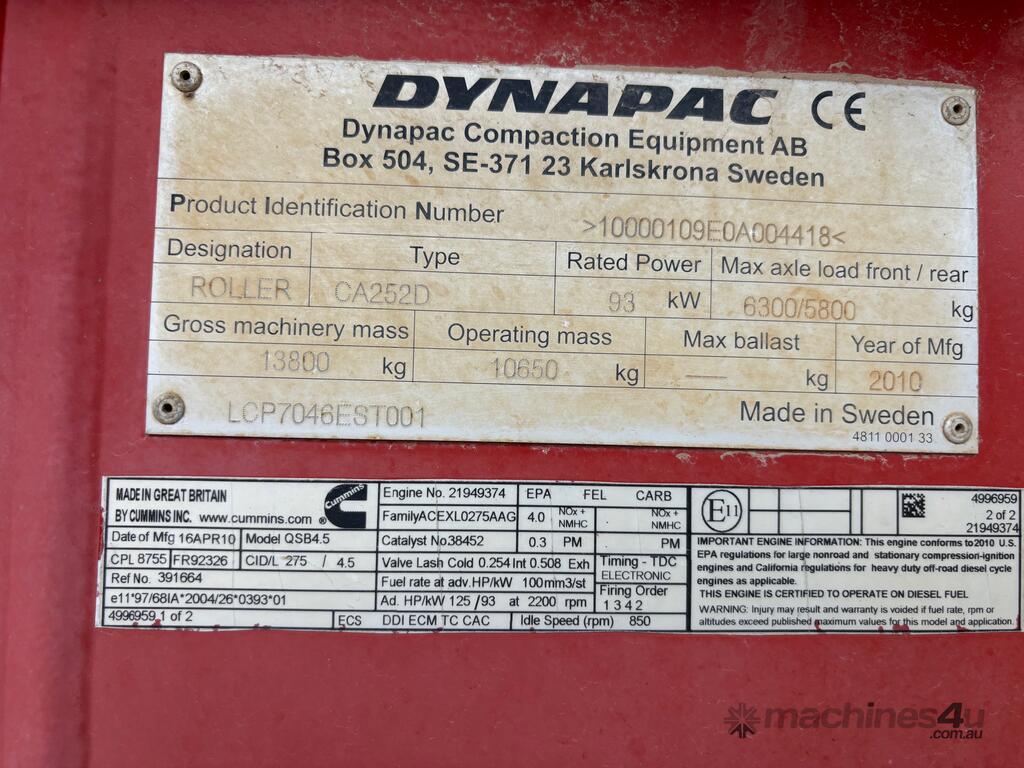 DYNAPAC CE
Dynapac Compaction Equipment AB
Box 504, SE-371 23 Karlskrona Sweden
Product Identification Number >10000109E0A004418<
Designation Type Rated Power Max axle load front / rear
ROLLER CA252D 93 kW 6300/5800 kg
Gross machinery mass Operating mass Max ballast Year of Mfg
13800 kg 10650 kg — kg 2010
LCP7046EST001 Made in Sweden
4811 0001 33
MADE IN GREAT BRITAIN
BY CUMMINS INC. www.cummins.com ®
Cummins
Date of Mfg 16APR10 Model QSB4.5
CPL 8755 FR92326 CID/L 275 / 4.5
Ref No. 391664
e11*97/68IA*2004/26*0393*01
4996959 1 of 2
Engine No. 21949374 EPA FEL CARB
FamilyACEXL0275AAG 4.0 NOx + NMHC NOx + NMHC
Catalyst No38452 0.3 PM PM
Valve Lash Cold 0.254 Int 0.508 Exh Timing - TDC
ELECTRONIC
Fuel rate at adv.HP/kW 100mm3/st Firing Order
Ad. HP/kW 125 / 93 at 2200 rpm 1 3 4 2
ECS DDI ECM TC CAC Idle Speed (rpm) 850
E11
4996959
2 of 2
21949374
IMPORTANT ENGINE INFORMATION: This engine conforms to2010 U.S.
EPA regulations for large nonroad and stationary compression-ignition
engines and California regulations for heavy duty off-road diesel cycle
engines as applicable.
THIS ENGINE IS CERTIFIED TO OPERATE ON DIESEL FUEL
WARNING: Injury may result and warranty is voided if fuel rate, rpm or
altitudes exceed published maximum values for this model and application.
machines4u
.com.au